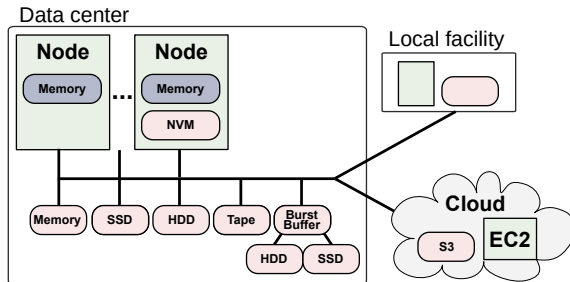 Data center
Node
Node
Local facility
Memory
...
Memory
NVM
Memory
SSD
HDD
Tape
Burst
Buffer
HDD
SSD
Cloud
S3
EC2